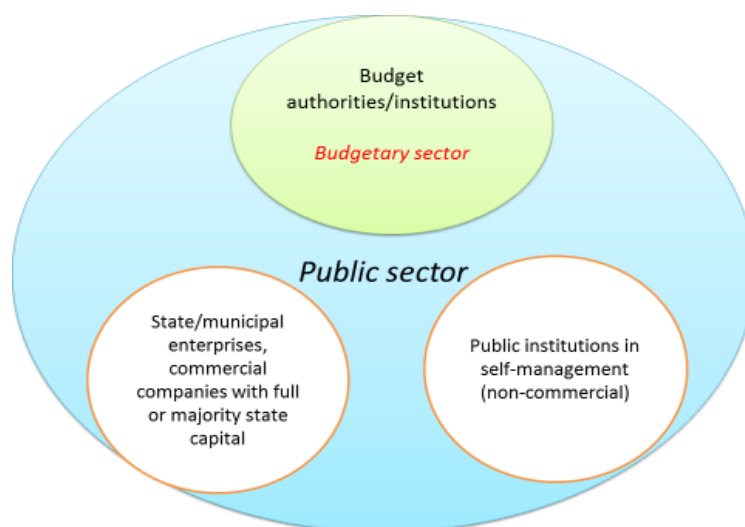 Budget
authorities/institutions
Budgetary sector
Public sector
State/municipal
enterprises,
commercial
companies with full
or majority state
capital
Public institutions in
self-management
(non-commercial)